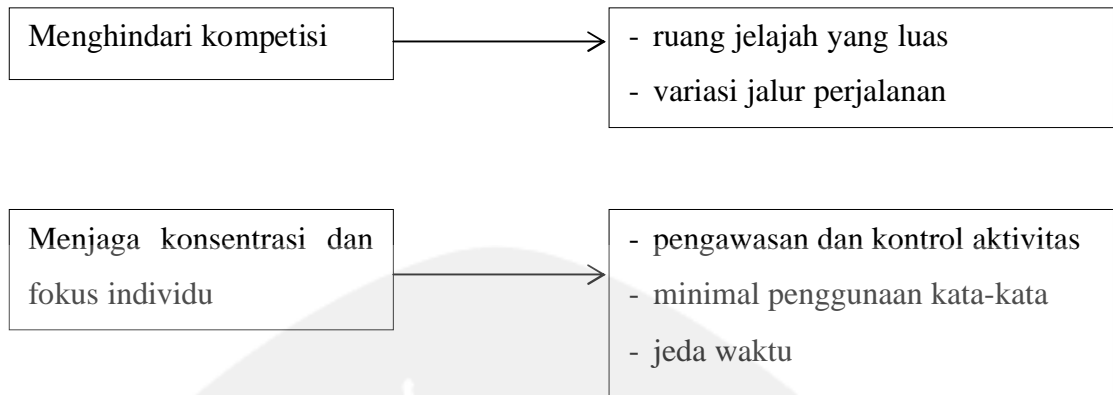 Menghindari kompetisi
- ruang jelajah yang luas
- variasi jalur perjalanan
Menjaga konsentrasi dan
fokus individu
- pengawasan dan kontrol aktivitas
- minimal penggunaan kata-kata
- jeda waktu